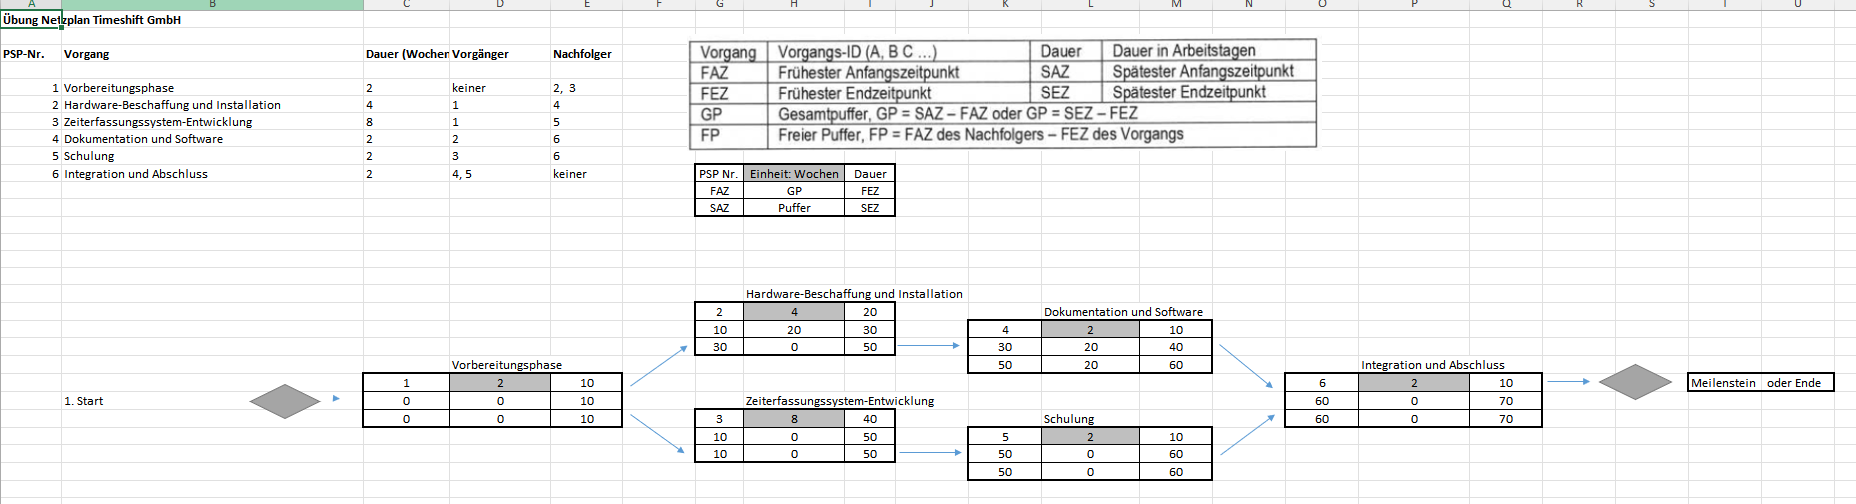 A B C D E F G H I J K L M N O P Q R S T U
Übung Netzplan Timeshift GmbH
PSP-Nr. Vorgang Dauer (Wochen Vorgänger Nachfolger
1 Vorbereitungsphase 2 keiner 2, 3
2 Hardware-Beschaffung und Installation 4 1 4
3 Zeiterfassungssystem-Entwicklung 8 1 5
4 Dokumentation und Software 2 2 6
5 Schulung 2 3 6
6 Integration und Abschluss 2 4, 5 keiner
Vorgang Vorgangs-ID (A, B C ...) Dauer Dauer in Arbeitstagen
FAZ Frühester Anfangszeitpunkt SAZ Spätester Anfangszeitpunkt
FEZ Frühester Endzeitpunkt SEZ Spätester Endzeitpunkt
GP Gesamtpuffer, GP = SAZ – FAZ oder GP = SEZ – FEZ
FP Freier Puffer, FP = FAZ des Nachfolgers – FEZ des Vorgangs
PSP Nr. Einheit: Wochen Dauer
FAZ GP FEZ
SAZ Puffer SEZ
1. Start
Vorbereitungsphase
1 2 10
0 0 10
0 0 10
Hardware-Beschaffung und Installation
2 4 20
10 20 30
30 0 50
Zeiterfassungssystem-Entwicklung
3 8 40
10 0 50
10 0 50
Dokumentation und Software
4 2 10
30 20 40
50 20 60
Schulung
5 2 10
50 0 60
50 0 60
Integration und Abschluss
6 2 10
60 0 70
60 0 70
Meilenstein oder Ende